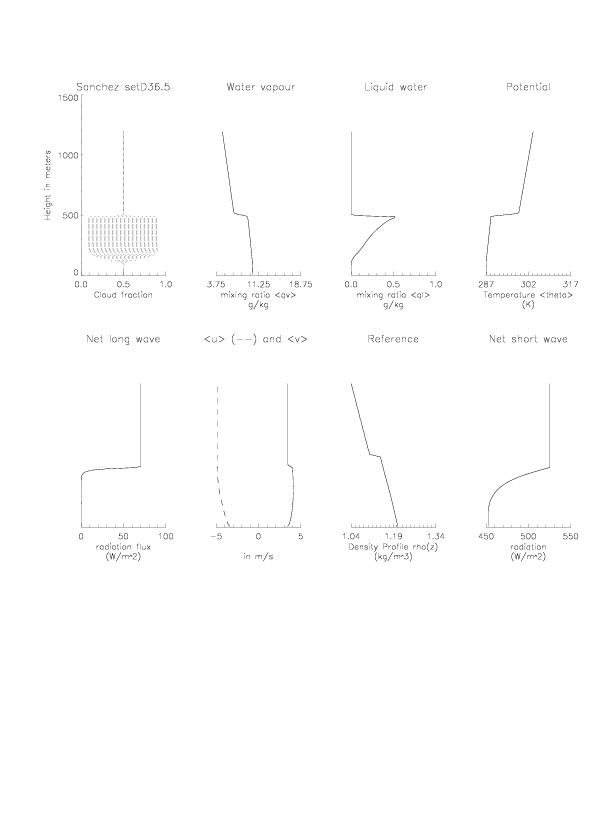 Sanchez setD36.5
Water vapour
Liquid water
Potential
1500
1000
500
0
Height in meters
0.0 0.5 1.0
Cloud fraction
3.75 11.25 18.75
mixing ratio <qv>
g/kg
0.0 0.5 1.0
mixing ratio <ql>
g/kg
287 302 317
Temperature <theta>
(K)
Net long wave
<u> (--) and <v>
Reference
Net short wave
0 50 100
radiation flux
(W/m^2)
-5 0 5
in m/s
1.04 1.19 1.34
Density Profile rho(z)
(kg/m^3)
450 500 550
radiation
(W/m^2)